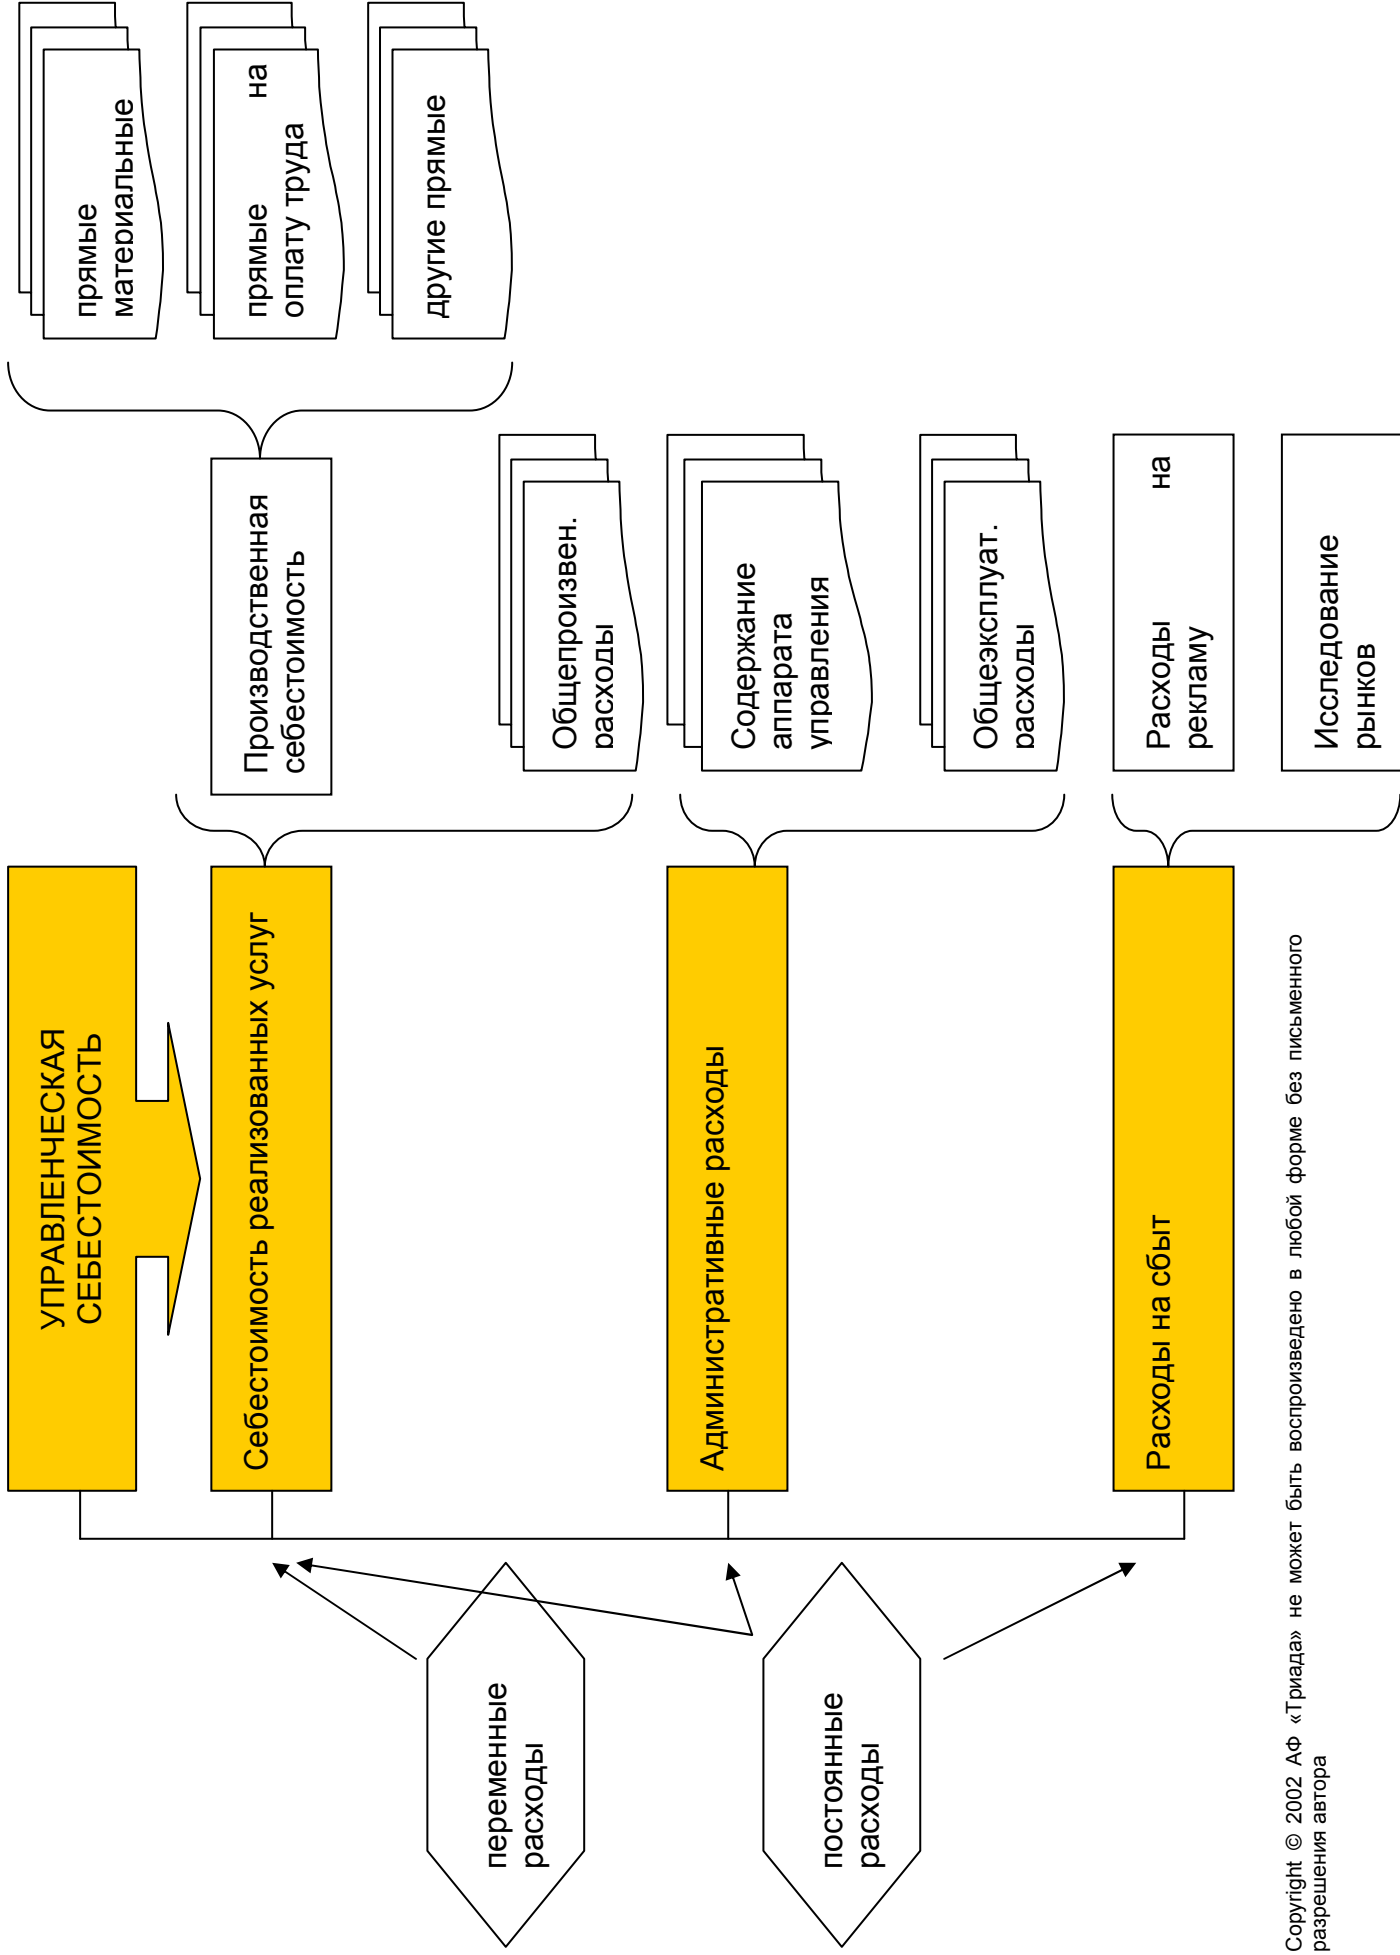 УПРАВЛЕНЧЕСКАЯ
СЕБЕСТОИМОСТЬ
Себестоимость реализованных услуг
Производственная
себестоимость
прямые
материальные
прямые на
оплату труда
другие прямые
Общепроизвен.
расходы
переменные
расходы
Административные расходы
Содержание
аппарата
управления
Общеэксплуат.
расходы
постоянные
расходы
Расходы на сбыт
Расходы на
рекламу
Исследование
рынков
Copyright © 2002 АФ «Триада» не может быть воспроизведено в любой форме без письменного
разрешения автора